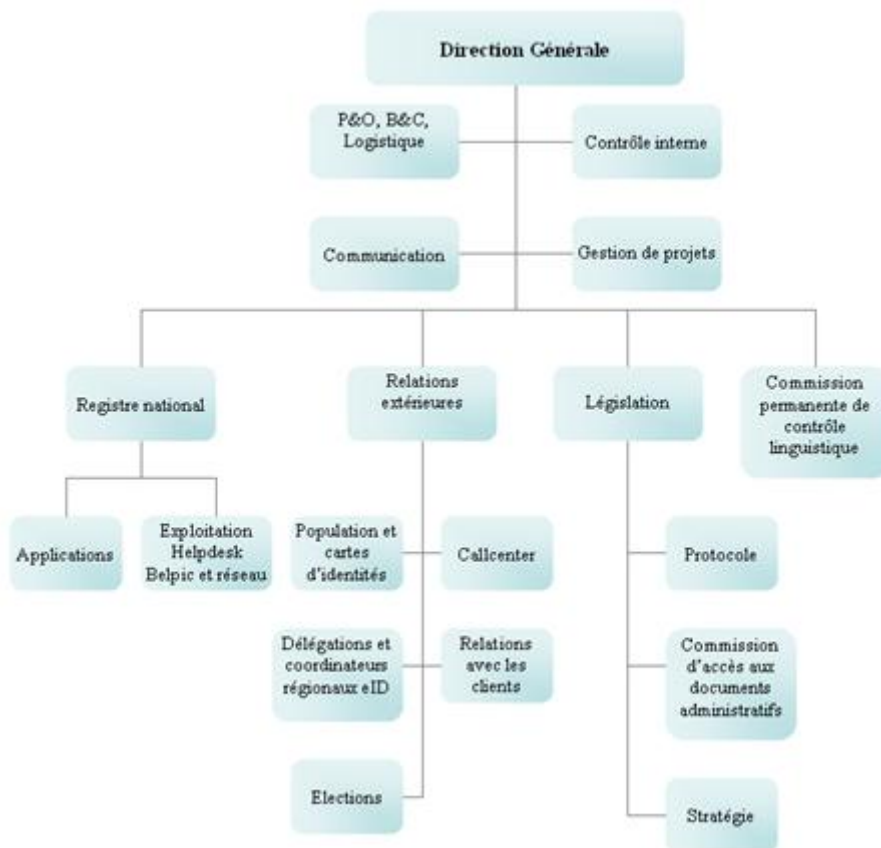 Direction Générale
P&O, B&C,
Logistique
Contrôle interne
Communication
Gestion de projets
Registre national
Relations
extérieures
Législation
Commission
permanente de
contrôle
linguistique
Applications
Exploitation
Helpdesk
Belpic et réseau
Population et
cartes
d'identités
Callcenter
Protocole
Délégations et
coordinateurs
régionaux eID
Relations
avec les
clients
Commission
d'accès aux
documents
administratifs
Elections
Stratégie